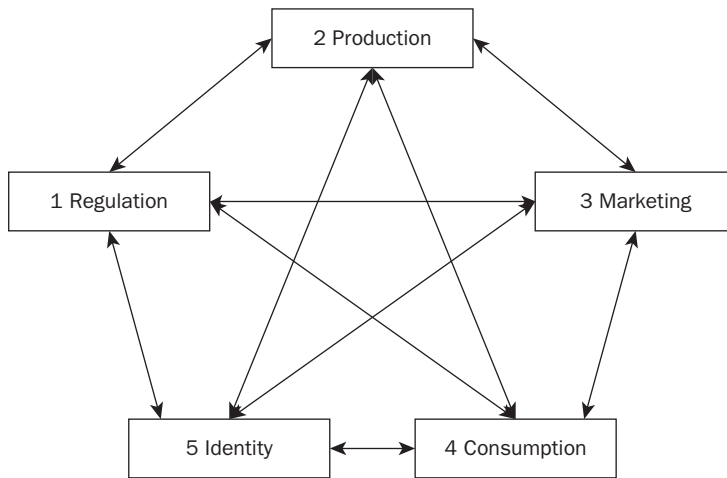 2 Production
1 Regulation
3 Marketing
5 Identity
4 Consumption